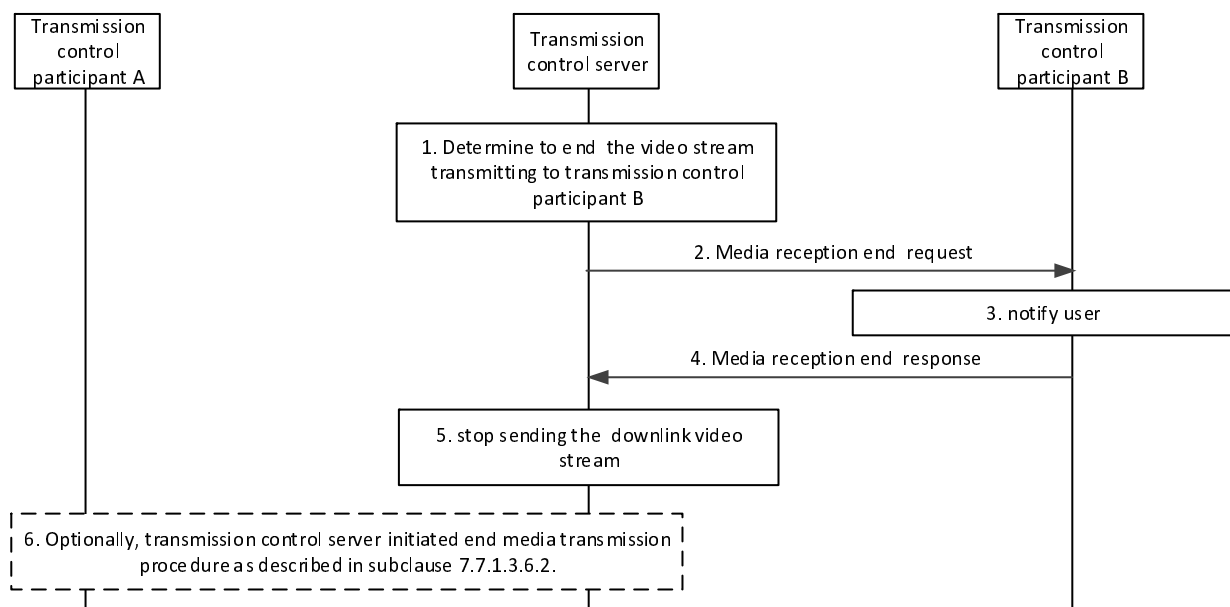 Transmission
control
participant A
Transmission
control server
Transmission
control
participant B
1. Determine to end the video stream
transmitting to transmission control
participant B
2. Media reception end request
3. notify user
4. Media reception end response
5. stop sending the downlink video
stream
6. Optionally, transmission control server initiated end media transmission
procedure as described in subclause 7.7.1.3.6.2.